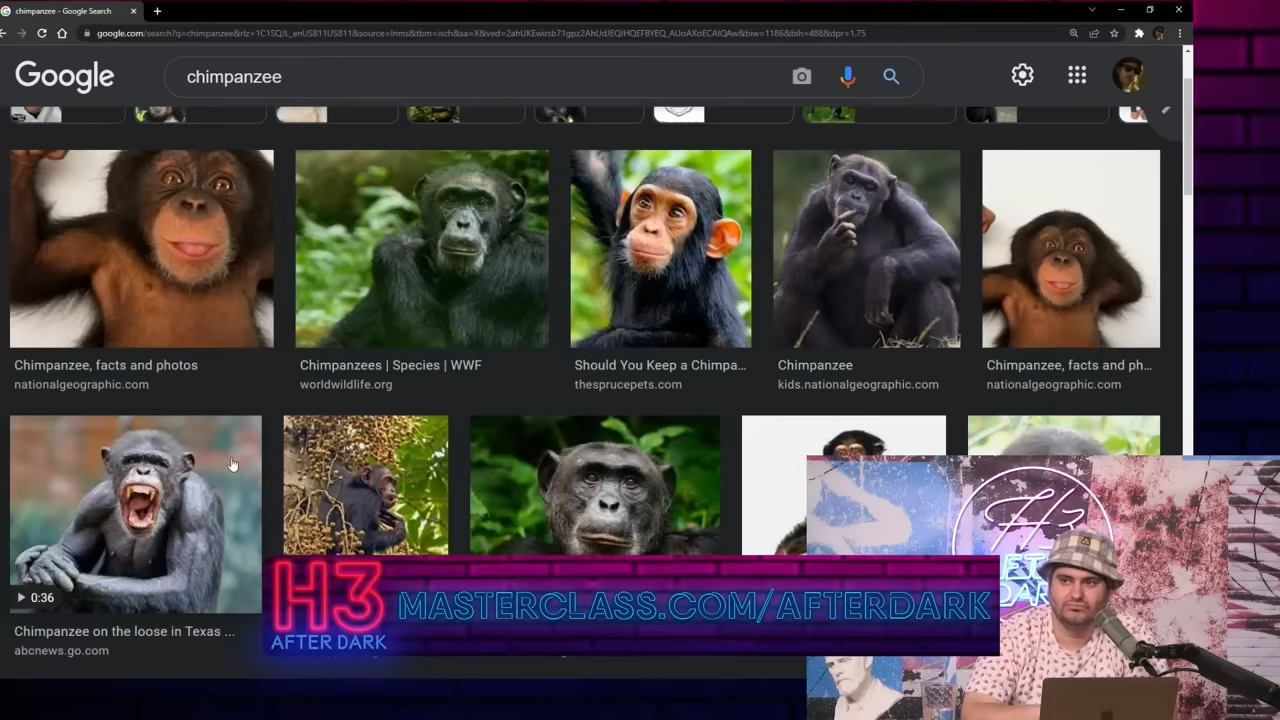 chimpanzee - Google Search
google.com/search?q=chimpanzee&rlz=1C1SQJL_enUS811US811&source=lnms&tbm=isch&sa=X&ved=2ahUKEwirsb71gpz2AhUdJEQIHQEFBYEQ_AUoAXoECAIQAw&biw=1186&bih=488&dpr=1.75
Google
chimpanzee
Chimpanzee, facts and photos
nationalgeographic.com
Chimpanzees | Species | WWF
worldwildlife.org
Should You Keep a Chimpa...
thesprucepets.com
Chimpanzee
kids.nationalgeographic.com
Chimpanzee, facts and ph...
nationalgeographic.com
0:36
Chimpanzee on the loose in Texas ...
abcnews.go.com
H3
AFTER DARK
MASTERCLASS.COM/AFTERDARK
H3